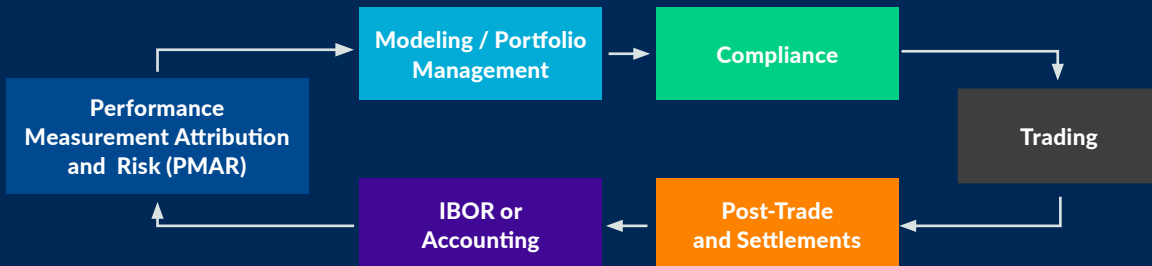 Modeling / Portfolio
Management
Compliance
Performance
Measurement Attribution
and Risk (PMAR)
Trading
IBOR or
Accounting
Post-Trade
and Settlements